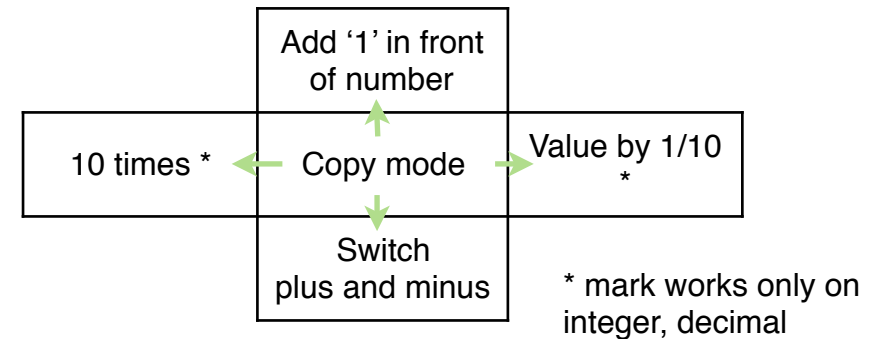 Add ‘1’ in front
of number
10 times *
Copy mode
Value by 1/10
*
Switch
plus and minus
* mark works only on
integer, decimal